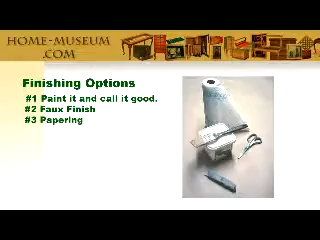 HOME-MUSEUM
.COM
Finishing Options
#1 Paint it and call it good.
#2 Faux Finish
#3 Papering